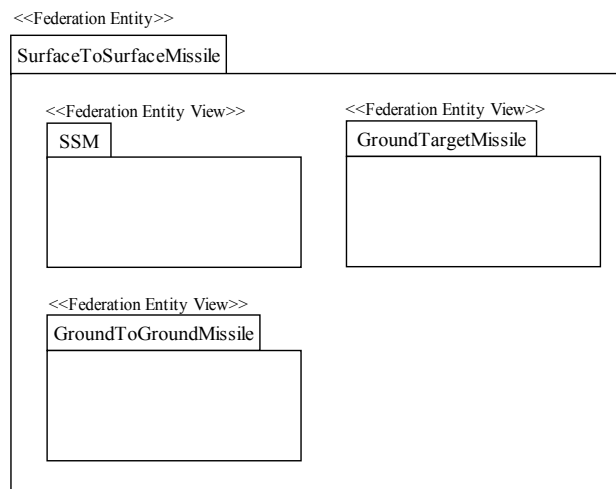 <<Federation Entity>>
SurfaceToSurfaceMissile
<<Federation Entity View>>
SSM
<<Federation Entity View>>
GroundTargetMissile
<<Federation Entity View>>
GroundToGroundMissile